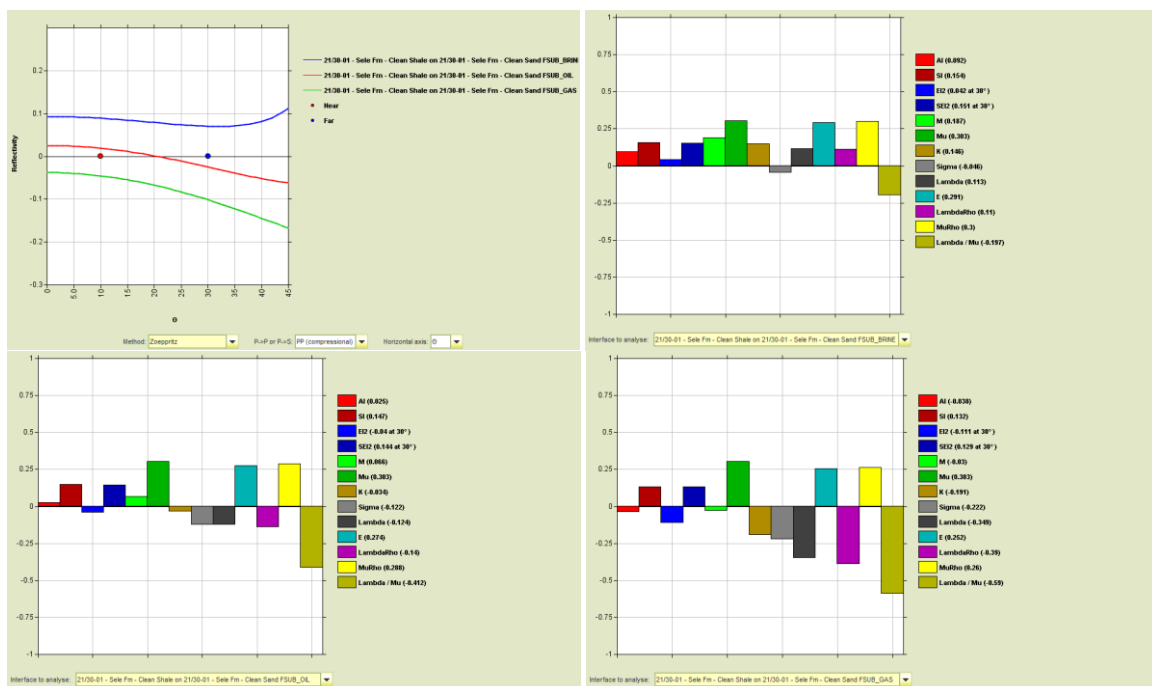 0.2
0.1
0
-0.1
-0.2
-0.3
Reflectivity
0
5.0
10
15
20
25
30
35
40
45
Θ
21/30-01 - Sele Fm - Clean Shale on 21/30-01 - Sele Fm - Clean Sand FSUB_BRIN
21/30-01 - Sele Fm - Clean Shale on 21/30-01 - Sele Fm - Clean Sand FSUB_OIL
21/30-01 - Sele Fm - Clean Shale on 21/30-01 - Sele Fm - Clean Sand FSUB_GAS
Near
Far
Method: Zoeppritz P->P or P->S: PP (compressional) Horizontal axis: Θ
1
0.75
0.5
0.25
0
-0.25
-0.5
-0.75
-1
AI (0.092)
SI (0.154)
EI2 (0.042 at 30°)
SEI2 (0.151 at 30°)
M (0.187)
Mu (0.303)
K (0.146)
Sigma (-0.046)
Lambda (0.113)
E (0.291)
LambdaRho (0.11)
MuRho (0.3)
Lambda / Mu (-0.197)
Interface to analyse: 21/30-01 - Sele Fm - Clean Shale on 21/30-01 - Sele Fm - Clean Sand FSUB_BRINE
1
0.75
0.5
0.25
0
-0.25
-0.5
-0.75
-1
AI (0.025)
SI (0.147)
EI2 (-0.04 at 30°)
SEI2 (0.144 at 30°)
M (0.066)
Mu (0.303)
K (-0.034)
Sigma (-0.122)
Lambda (-0.124)
E (0.274)
LambdaRho (-0.14)
MuRho (0.288)
Lambda / Mu (-0.412)
Interface to analyse: 21/30-01 - Sele Fm - Clean Shale on 21/30-01 - Sele Fm - Clean Sand FSUB_OIL
1
0.75
0.5
0.25
0
-0.25
-0.5
-0.75
-1
AI (-0.038)
SI (0.132)
EI2 (-0.111 at 30°)
SEI2 (0.129 at 30°)
M (-0.03)
Mu (0.303)
K (-0.191)
Sigma (-0.222)
Lambda (-0.349)
E (0.252)
LambdaRho (-0.39)
MuRho (0.26)
Lambda / Mu (-0.59)
Interface to analyse: 21/30-01 - Sele Fm - Clean Shale on 21/30-01 - Sele Fm - Clean Sand FSUB_GAS